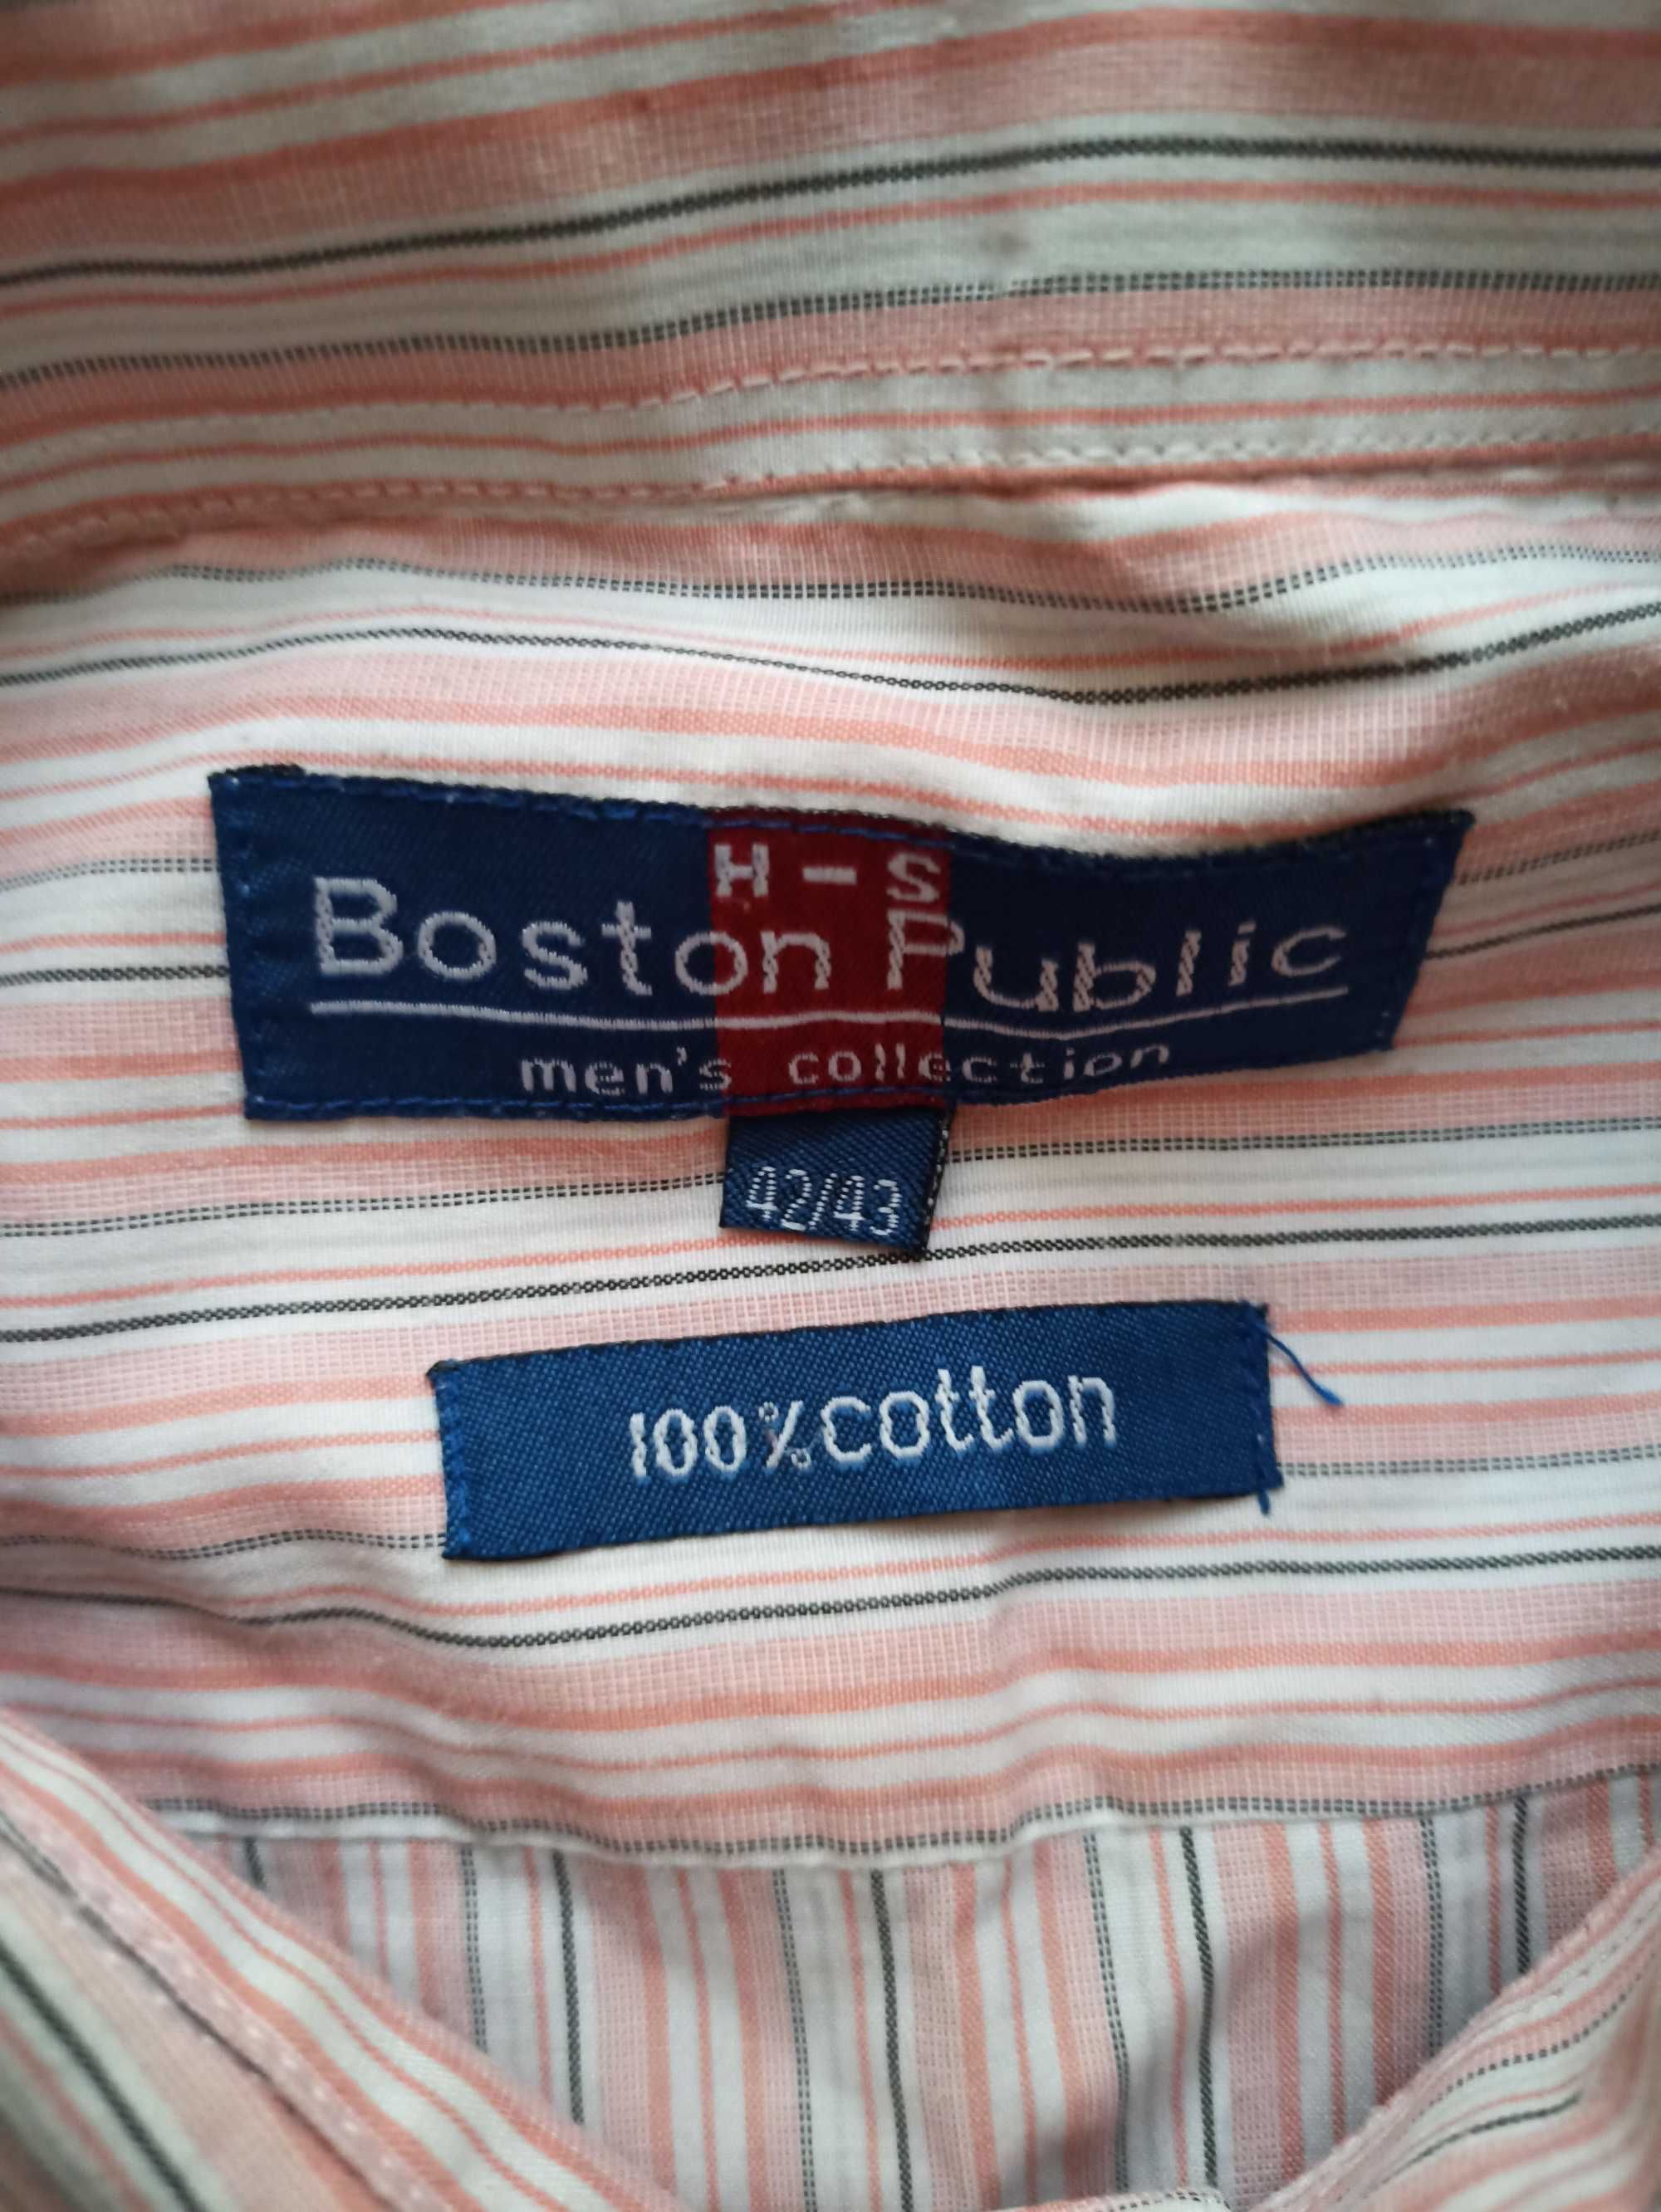 H-S
Boston Public
men's collection
42/43
100% cotton